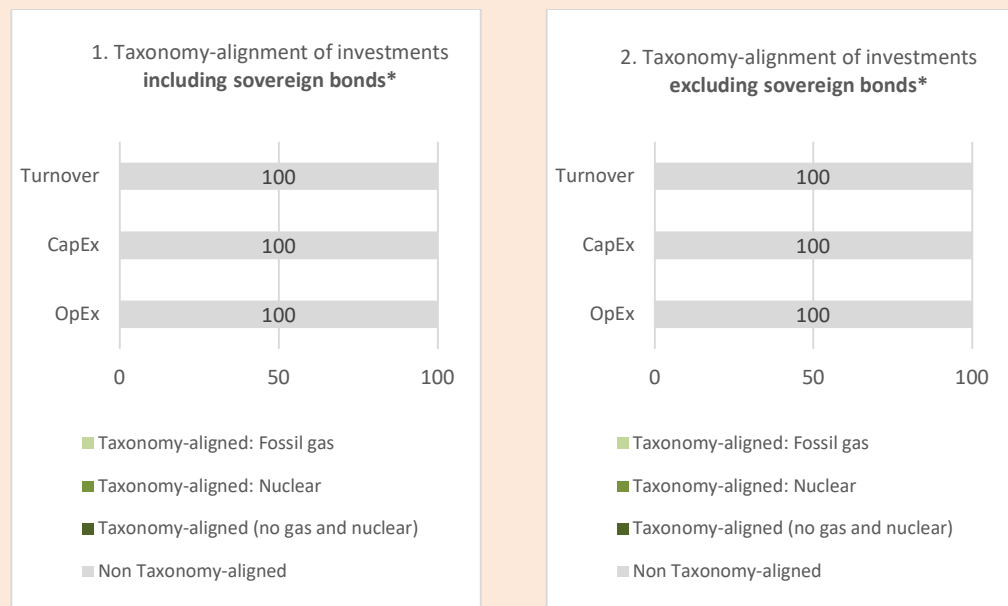 1. Taxonomy-alignment of investments
including sovereign bonds*
Turnover
100
CapEx
100
OpEx
100
0 50 100
Taxonomy-aligned: Fossil gas
Taxonomy-aligned: Nuclear
Taxonomy-aligned (no gas and nuclear)
Non Taxonomy-aligned
2. Taxonomy-alignment of investments
excluding sovereign bonds*
Turnover
100
CapEx
100
OpEx
100
0 50 100
Taxonomy-aligned: Fossil gas
Taxonomy-aligned: Nuclear
Taxonomy-aligned (no gas and nuclear)
Non Taxonomy-aligned